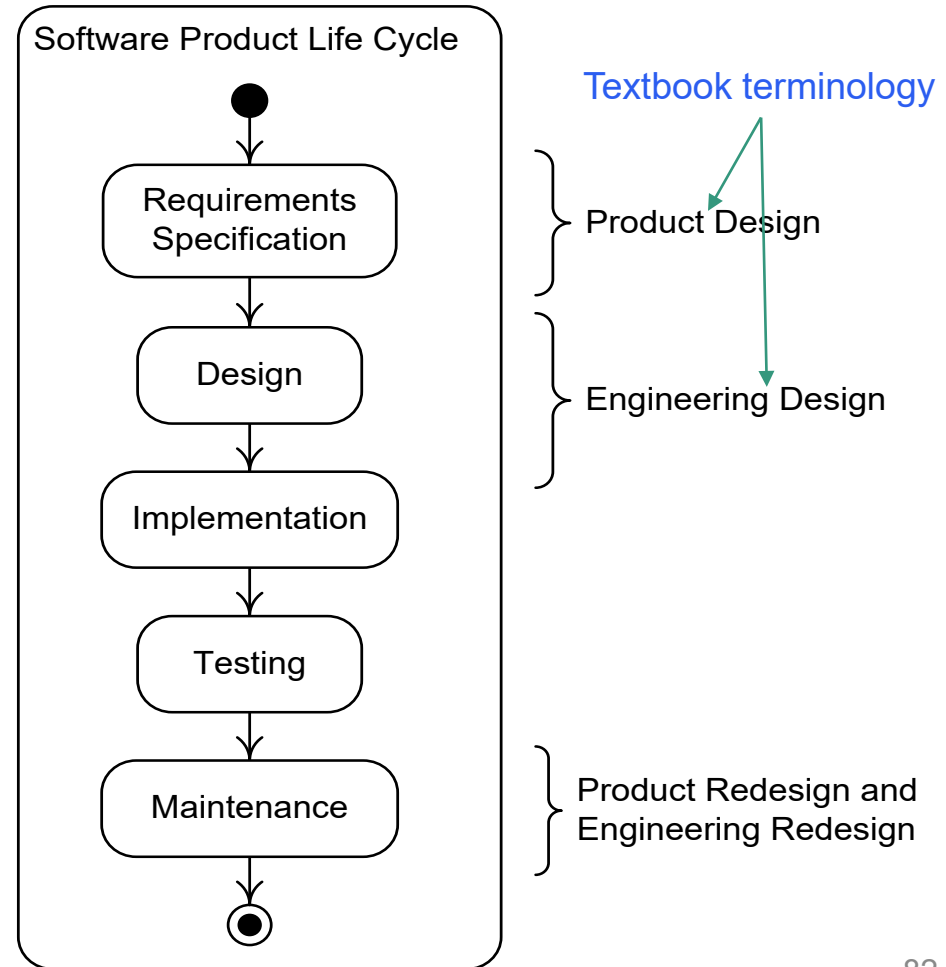 Software Product Life Cycle
Textbook terminology
Requirements
Specification
Product Design
Design
Engineering Design
Implementation
Testing
Maintenance
Product Redesign and
Engineering Redesign